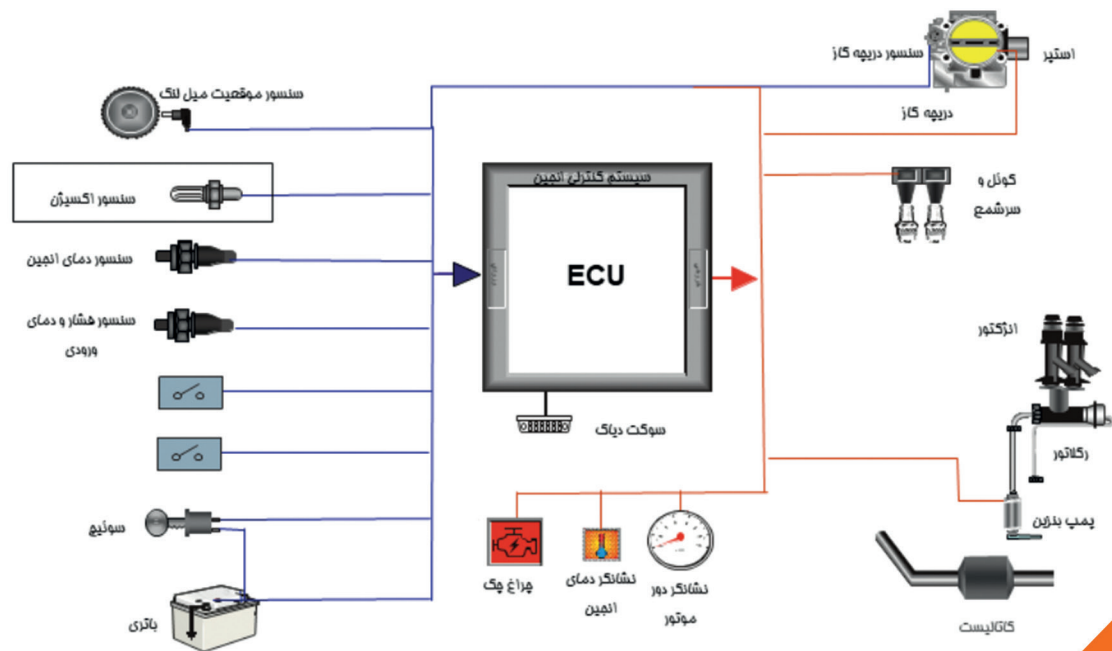 استپر
سنسور دریچه گاز
دریچه گاز
سنسور موقعیت میل لنگ
سنسور اکسیژن
سنسور دمای انجین
سنسور فشار و دمای
ورودی
سوئیچ
باتری
سیستم کنترلی انجین
ECU
سوکت دیاگ
کوئل و
سرشمع
انژکتور
رگلاتور
پمپ بنزین
کاتالیست
چراغ چک
نشانگر دمای
انجین
نشانگر دور
موتور